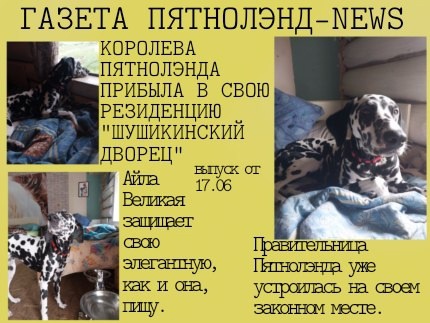 ГАЗЕТА ПЯТНОЛЭНД-NEWS
КОРОЛЕВА
ПЯТНОЛЭНДА
ПРИБЫЛА В СВОЮ
РЕЗИДЕНЦИЮ
"ШУШИКИНСКИЙ
ДВОРЕЦ"
выпуск от
17.06
Айла
Великая
защищает
свою
элегантную,
как и она,
пищу.
Правительница
Пятнолэнда уже
устроилась на своем
законном месте.